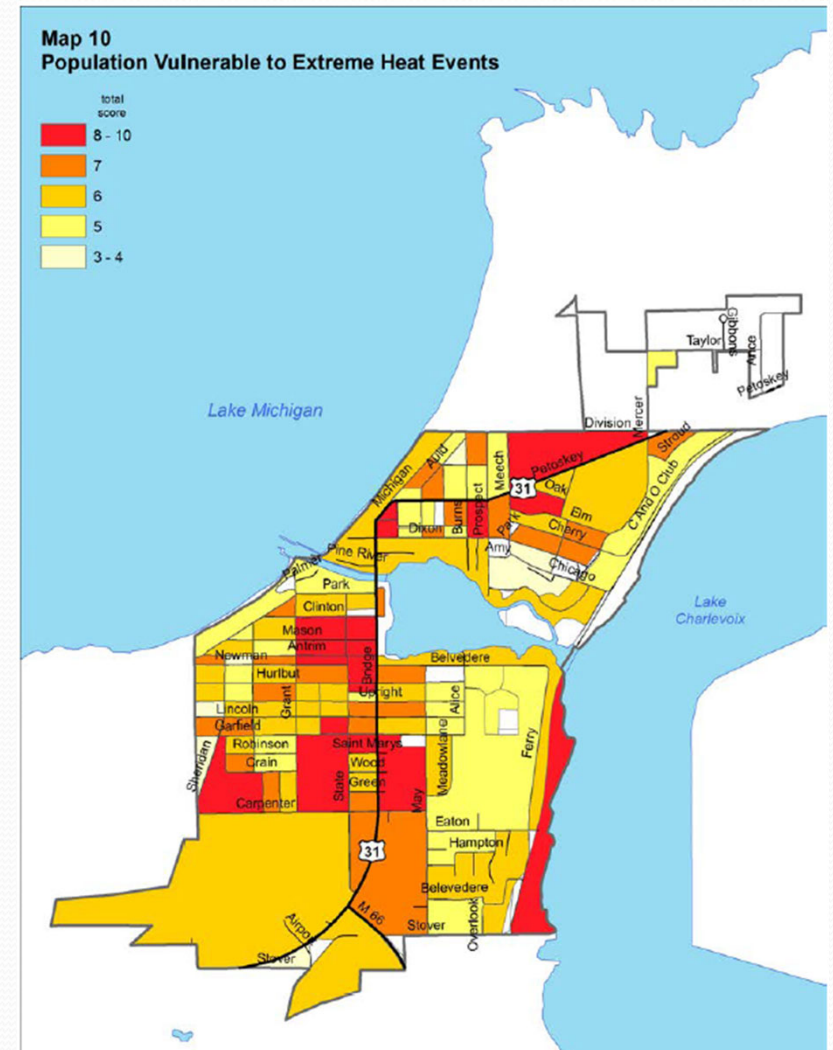 Map 10
Population Vulnerable to Extreme Heat Events
total
score
8 - 10
7
6
5
3 - 4
Gibbons
Taylor
Ance
Petoskey
Lake Michigan
Mercer
Division
Stroud
Auld
Michigan
Meech
Petoskey
31
Oak
C And O Club
Prospect
Burns
Dixon
Park
Elm
Cherry
Amy
Chicago
Pine River
Palmer
Park
Clinton
Lake
Charlevoix
Mason
Antrim
Newman
Bridge
Belvedere
Hurlbut
Grant
Upright
Alice
Lincoln
Garfield
Robinson
Saint Marys
Sheridan
Crain
Wood
Green
State
Meadowlane
Ferry
Carpenter
May
Eaton
31
Hampton
Belevedere
M 66
Airpo
Stover
Overlook
Stover